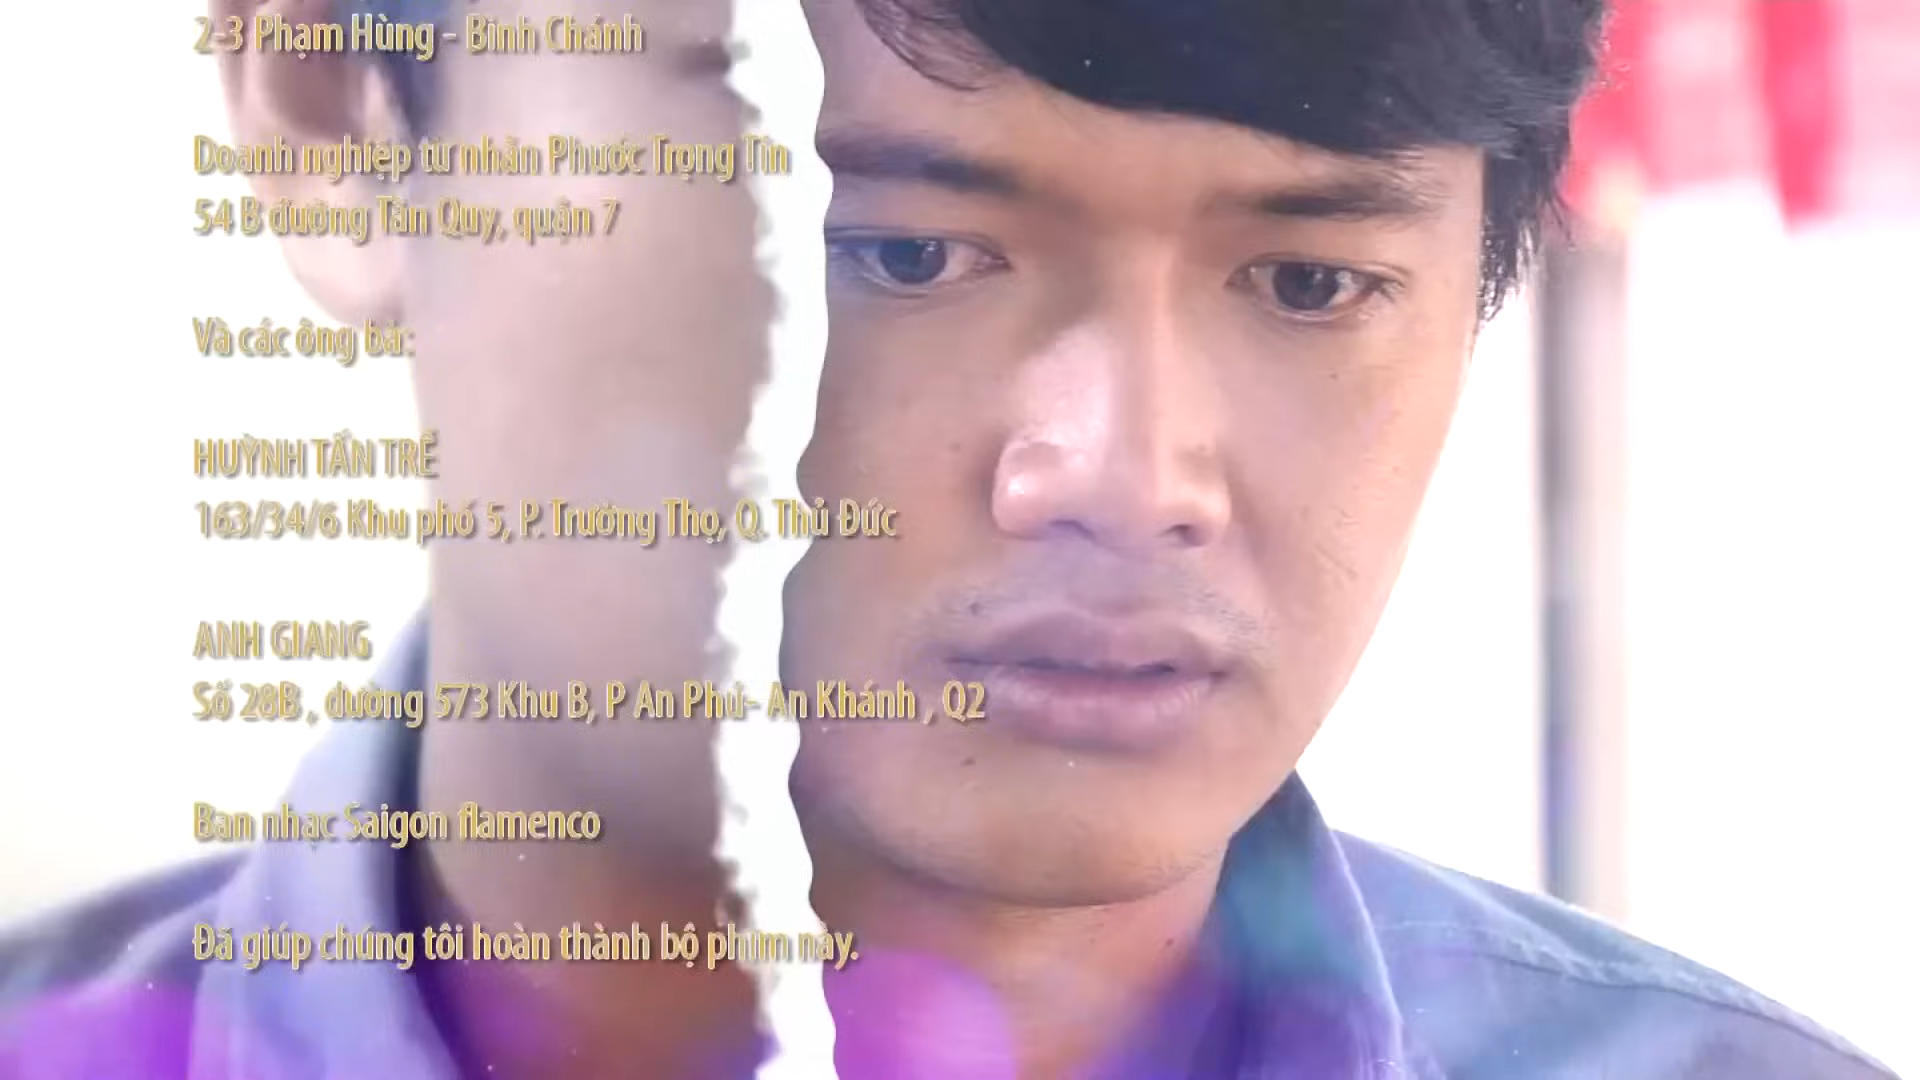 2-3 Phạm Hùng - Bình Chánh
Doanh nghiệp tư nhân Phước Trọng Tín
54 B đường Tân Quy, quận 7
Và các ông bà:
HUỲNH TẤN TRẼ
163/34/6 Khu phố 5, P. Trường Thọ, Q. Thủ Đức
ANH GIANG
Số 28B , đường 573 Khu B, P An Phú- An Khánh , Q2
Ban nhạc Saigon flamenco
Đã giúp chúng tôi hoàn thành bộ phim này.